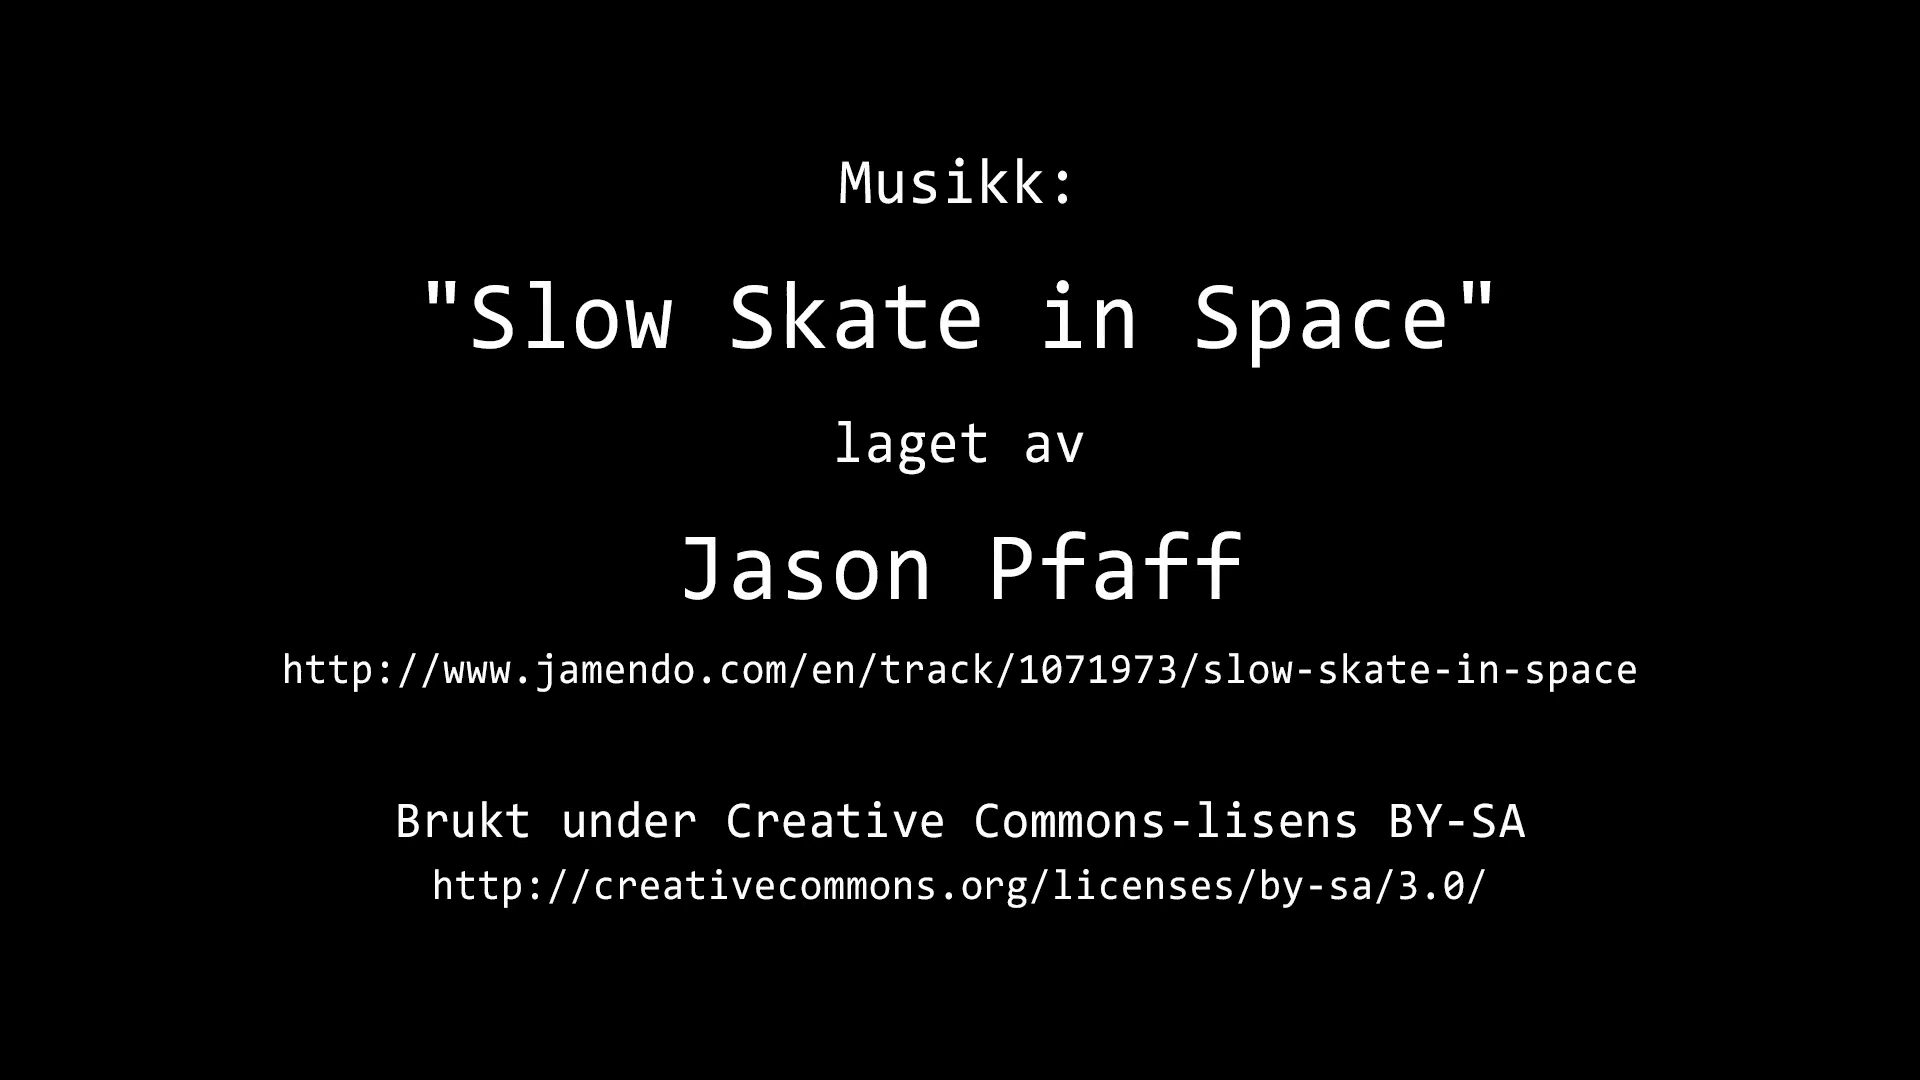 Musikk:
"Slow Skate in Space"
laget av
Jason Pfaff
http://www.jamendo.com/en/track/1071973/slow-skate-in-space
Brukt under Creative Commons-lisens BY-SA
http://creativecommons.org/licenses/by-sa/3.0/